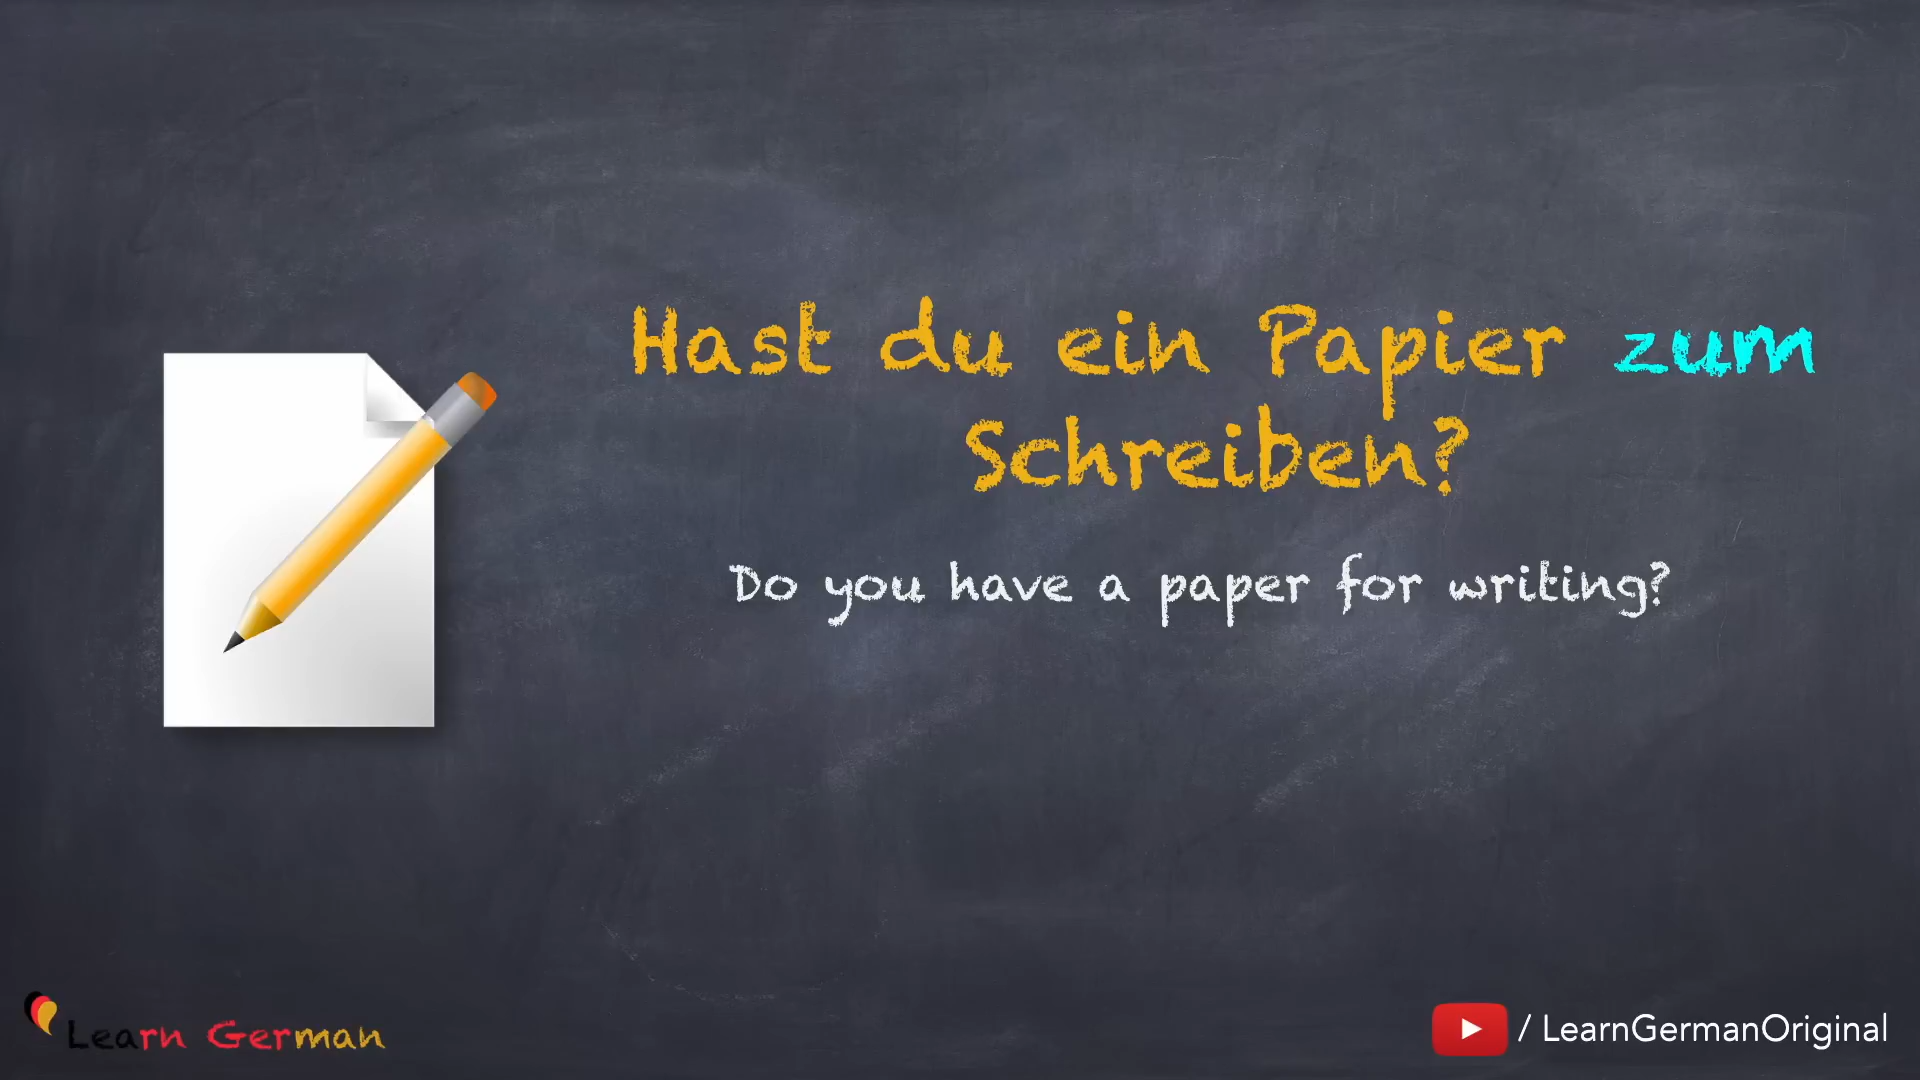 Hast du ein Papier zum
Schreiben?
Do you have a paper for writing?
Learn German
/ LearnGermanOriginal